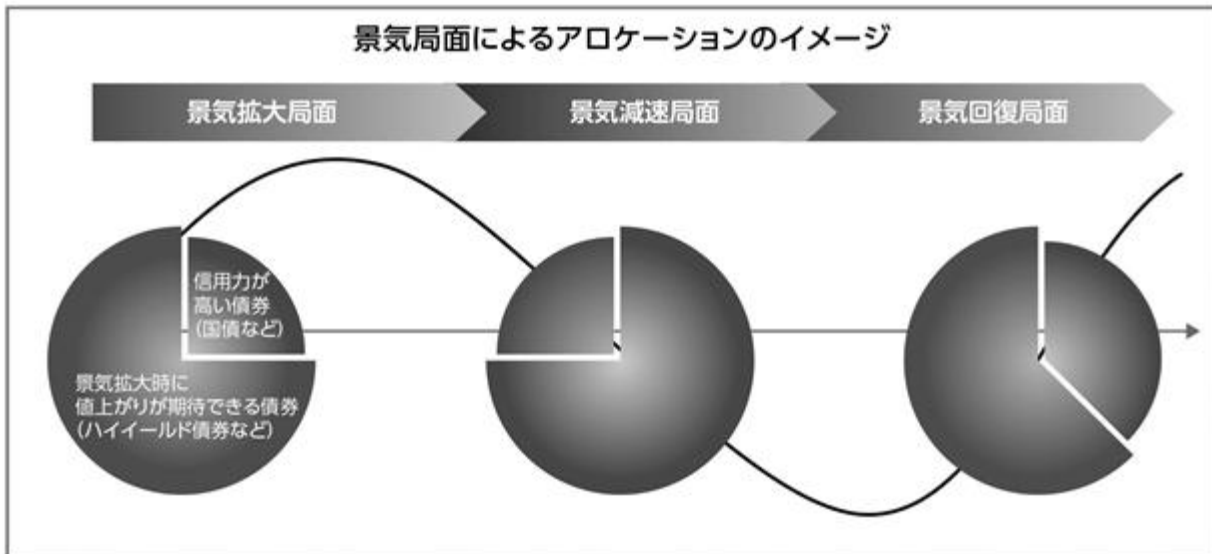 景気局面によるアロケーションのイメージ
景気拡大局面
景気減速局面
景気回復局面
信用力が
高い債券
(国債など)
景気拡大時に
値上がりが期待できる債券
(ハイイールド債券など)